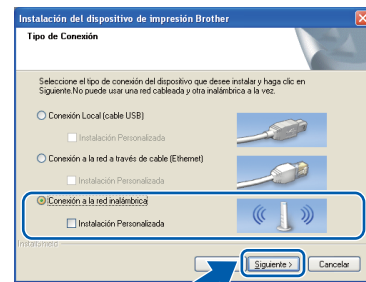 Instalación del dispositivo de impresión Brother
Tipo de Conexión
Seleccione el tipo de conexión del dispositivo que desee instalar y haga clic en
Siguiente.No puede usar una red cableada y otra inalámbrica a la vez.
Conexión Local (cable USB)
Instalación Personalizada
Conexión a la red a través de cable (Ethernet)
Instalación Personalizada
Conexión a la red inalámbrica
Instalación Personalizada
InstallShield
Siguiente >
Cancelar